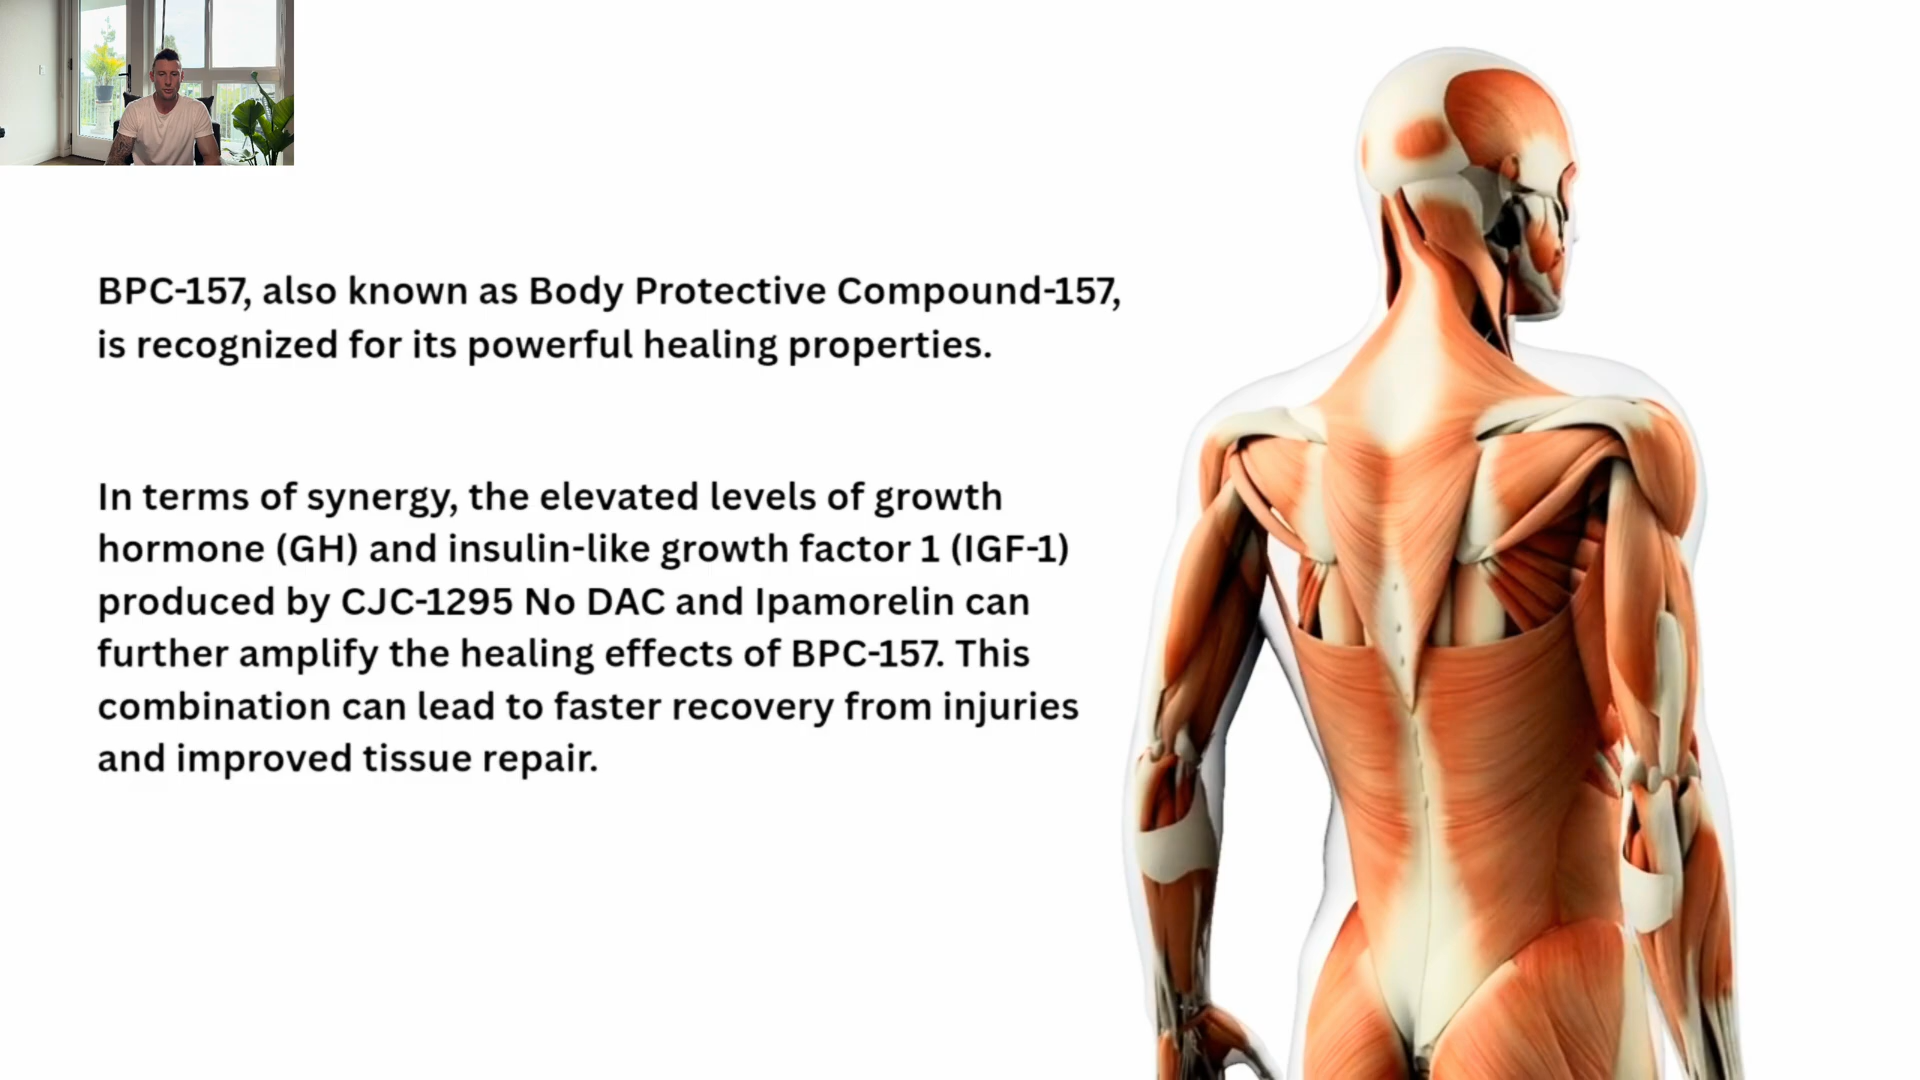 BPC-157, also known as Body Protective Compound-157,
is recognized for its powerful healing properties.
In terms of synergy, the elevated levels of growth
hormone (GH) and insulin-like growth factor 1 (IGF-1)
produced by CJC-1295 No DAC and Ipamorelin can
further amplify the healing effects of BPC-157. This
combination can lead to faster recovery from injuries
and improved tissue repair.